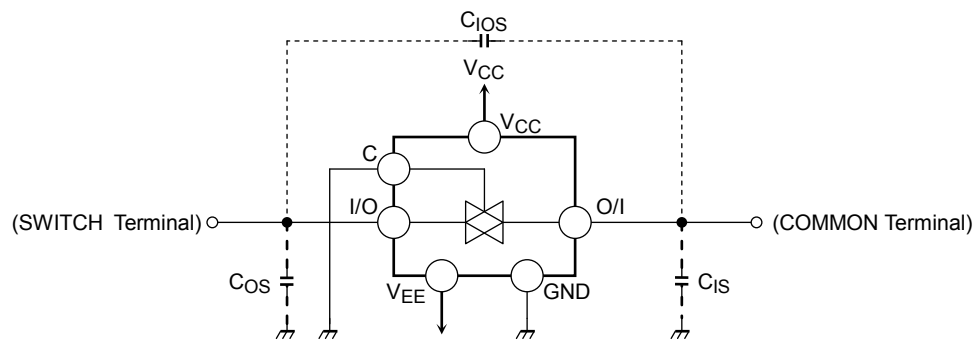 CIOS
VCC
VCC
C
I/O
O/I
(SWITCH Terminal)
(COMMON Terminal)
COS
VEE
GND
CIS